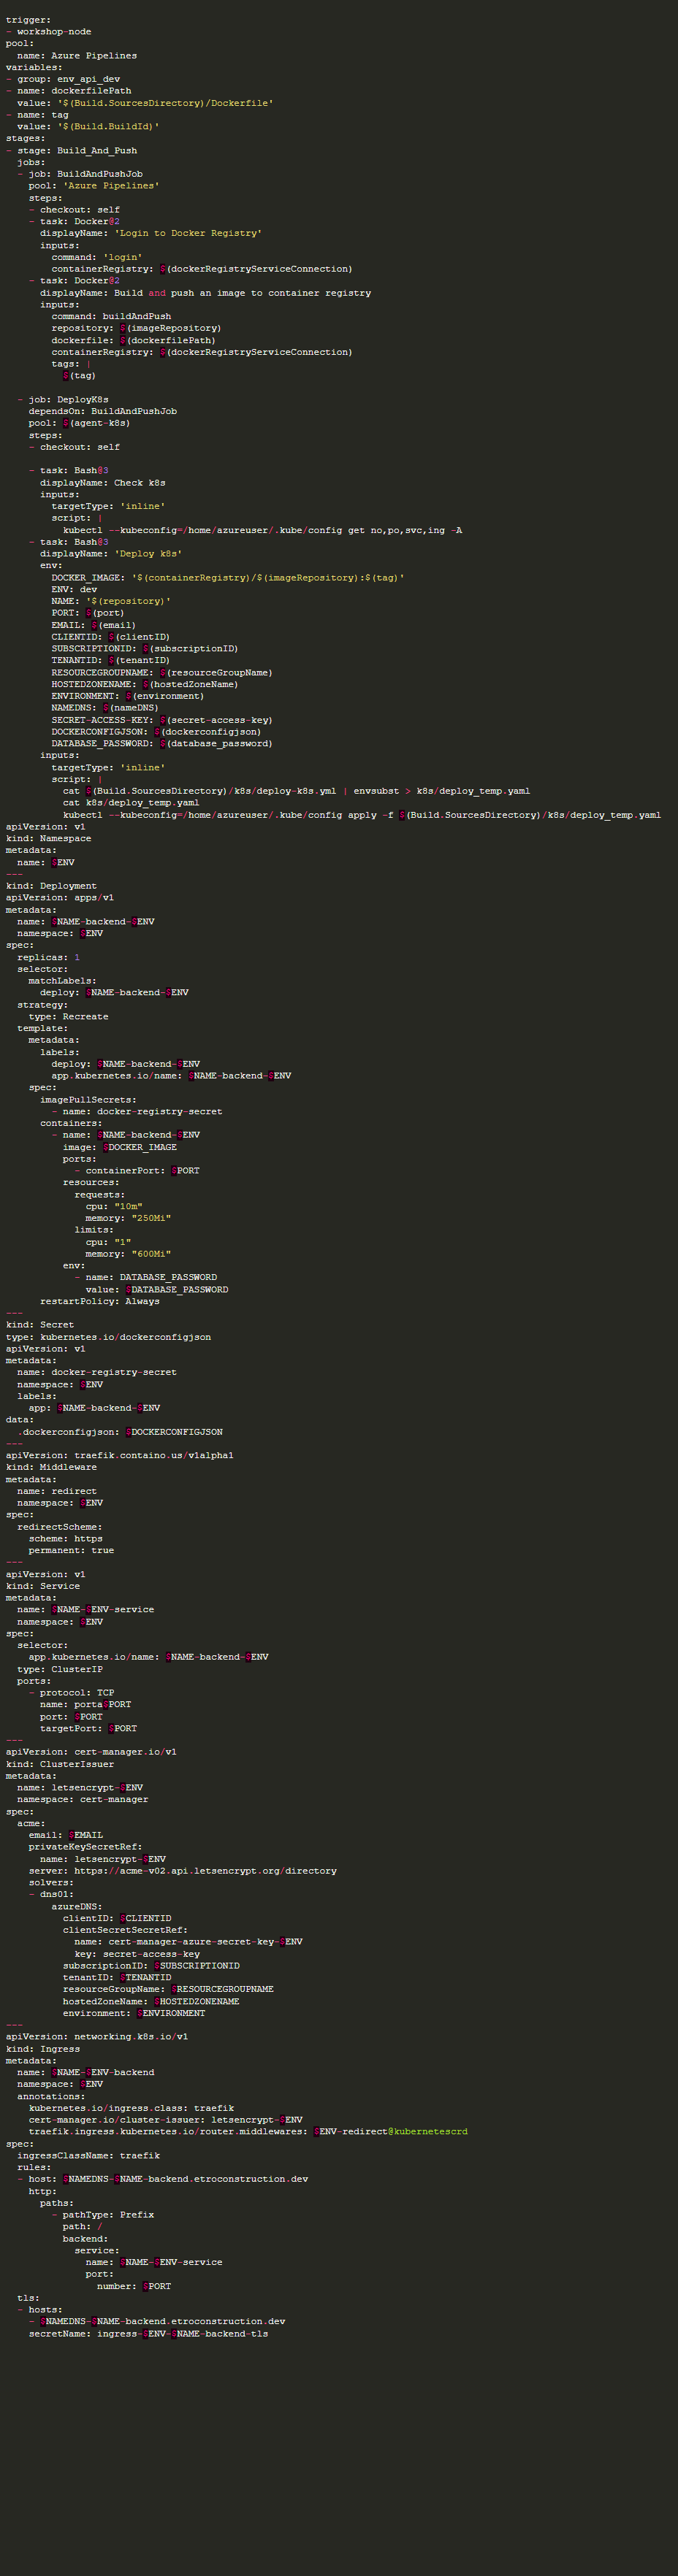 trigger:
- workshop-node
pool:
  name: Azure Pipelines
variables:
- group: env_api_dev
- name: dockerfilePath
  value: '$(Build.SourcesDirectory)/Dockerfile'
- name: tag
  value: '$(Build.BuildId)'
stages:
- stage: Build_And_Push
  jobs:
  - job: BuildAndPushJob
    pool: 'Azure Pipelines'
    steps:
    - checkout: self
    - task: Docker@2
      displayName: 'Login to Docker Registry'
      inputs:
        command: 'login'
        containerRegistry: $(dockerRegistryServiceConnection)
    - task: Docker@2
      displayName: Build and push an image to container registry
      inputs:
        command: buildAndPush
        repository: $(imageRepository)
        dockerfile: $(dockerfilePath)
        containerRegistry: $(dockerRegistryServiceConnection)
        tags: |
          $(tag)

  - job: DeployK8s
    dependsOn: BuildAndPushJob
    pool: $(agent-k8s)
    steps:
    - checkout: self

    - task: Bash@3
      displayName: Check k8s
      inputs:
        targetType: 'inline'
        script: |
          kubectl --kubeconfig=/home/azureuser/.kube/config get no,po,svc,ing -A
    - task: Bash@3
      displayName: 'Deploy k8s'
      env:
        DOCKER_IMAGE: '$(containerRegistry)/$(imageRepository):$(tag)'
        ENV: dev
        NAME: '$(repository)'
        PORT: $(port)
        EMAIL: $(email)
        CLIENTID: $(clientID)
        SUBSCRIPTIONID: $(subscriptionID)
        TENANTID: $(tenantID)
        RESOURCEGROUPNAME: $(resourceGroupName)
        HOSTEDZONENAME: $(hostedZoneName)
        ENVIRONMENT: $(environment)
        NAMEDNS: $(nameDNS)
        SECRET-ACCESS-KEY: $(secret-access-key)
        DOCKERCONFIGJSON: $(dockerconfigjson)
        DATABASE_PASSWORD: $(database_password)
      inputs:
        targetType: 'inline'
        script: |
          cat $(Build.SourcesDirectory)/k8s/deploy-k8s.yml | envsubst > k8s/deploy_temp.yaml
          cat k8s/deploy_temp.yaml
          kubectl --kubeconfig=/home/azureuser/.kube/config apply -f $(Build.SourcesDirectory)/k8s/deploy_temp.yaml
apiVersion: v1
kind: Namespace
metadata:
  name: $ENV
---
kind: Deployment
apiVersion: apps/v1
metadata:
  name: $NAME-backend-$ENV
  namespace: $ENV
spec:
  replicas: 1
  selector:
    matchLabels:
      deploy: $NAME-backend-$ENV
  strategy:
    type: Recreate
  template:
    metadata:
      labels:
        deploy: $NAME-backend-$ENV
        app.kubernetes.io/name: $NAME-backend-$ENV
    spec:
      imagePullSecrets:
        - name: docker-registry-secret
      containers:
        - name: $NAME-backend-$ENV
          image: $DOCKER_IMAGE
          ports:
            - containerPort: $PORT
          resources:
            requests:
              cpu: "10m"
              memory: "250Mi"
            limits:
              cpu: "1"
              memory: "600Mi"
          env:
            - name: DATABASE_PASSWORD
              value: $DATABASE_PASSWORD
      restartPolicy: Always
---
kind: Secret
type: kubernetes.io/dockerconfigjson
apiVersion: v1
metadata:
  name: docker-registry-secret
  namespace: $ENV
  labels:
    app: $NAME-backend-$ENV
data:
  .dockerconfigjson: $DOCKERCONFIGJSON
---
apiVersion: traefik.containo.us/v1alpha1
kind: Middleware
metadata:
  name: redirect
  namespace: $ENV
spec:
  redirectScheme:
    scheme: https
    permanent: true
---
apiVersion: v1
kind: Service
metadata:
  name: $NAME-$ENV-service
  namespace: $ENV
spec:
  selector:
    app.kubernetes.io/name: $NAME-backend-$ENV
  type: ClusterIP
  ports:
    - protocol: TCP
      name: porta$PORT
      port: $PORT
      targetPort: $PORT
---
apiVersion: cert-manager.io/v1
kind: ClusterIssuer
metadata:
  name: letsencrypt-$ENV
  namespace: cert-manager
spec:
  acme:
    email: $EMAIL
    privateKeySecretRef:
      name: letsencrypt-$ENV
    server: https://acme-v02.api.letsencrypt.org/directory
    solvers:
    - dns01:
        azureDNS:
          clientID: $CLIENTID
          clientSecretSecretRef:
            name: cert-manager-azure-secret-key-$ENV
            key: secret-access-key
          subscriptionID: $SUBSCRIPTIONID
          tenantID: $TENANTID
          resourceGroupName: $RESOURCEGROUPNAME
          hostedZoneName: $HOSTEDZONENAME
          environment: $ENVIRONMENT
---
apiVersion: networking.k8s.io/v1
kind: Ingress
metadata:
  name: $NAME-$ENV-backend
  namespace: $ENV
  annotations:
    kubernetes.io/ingress.class: traefik
    cert-manager.io/cluster-issuer: letsencrypt-$ENV
    traefik.ingress.kubernetes.io/router.middlewares: $ENV-redirect@kubernetescrd
spec:
  ingressClassName: traefik
  rules:
  - host: $NAMEDNS-$NAME-backend.etroconstruction.dev
    http:
      paths:
        - pathType: Prefix
          path: /
          backend:
            service:
              name: $NAME-$ENV-service
              port:
                number: $PORT
  tls:
  - hosts:
    - $NAMEDNS-$NAME-backend.etroconstruction.dev
    secretName: ingress-$ENV-$NAME-backend-tls